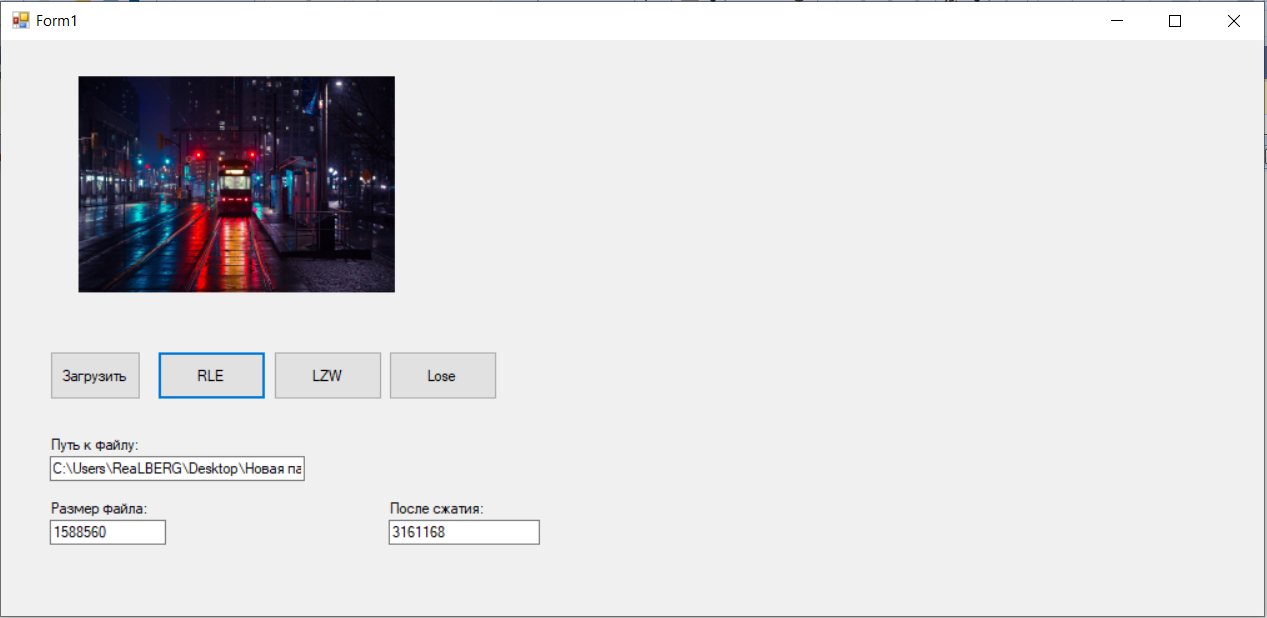 Form1
Загрузить
RLE
LZW
Lose
Путь к файлу:
C:\Users\ReaLBERG\Desktop\Новая па
Размер файла:
После сжатия:
1588560
3161168